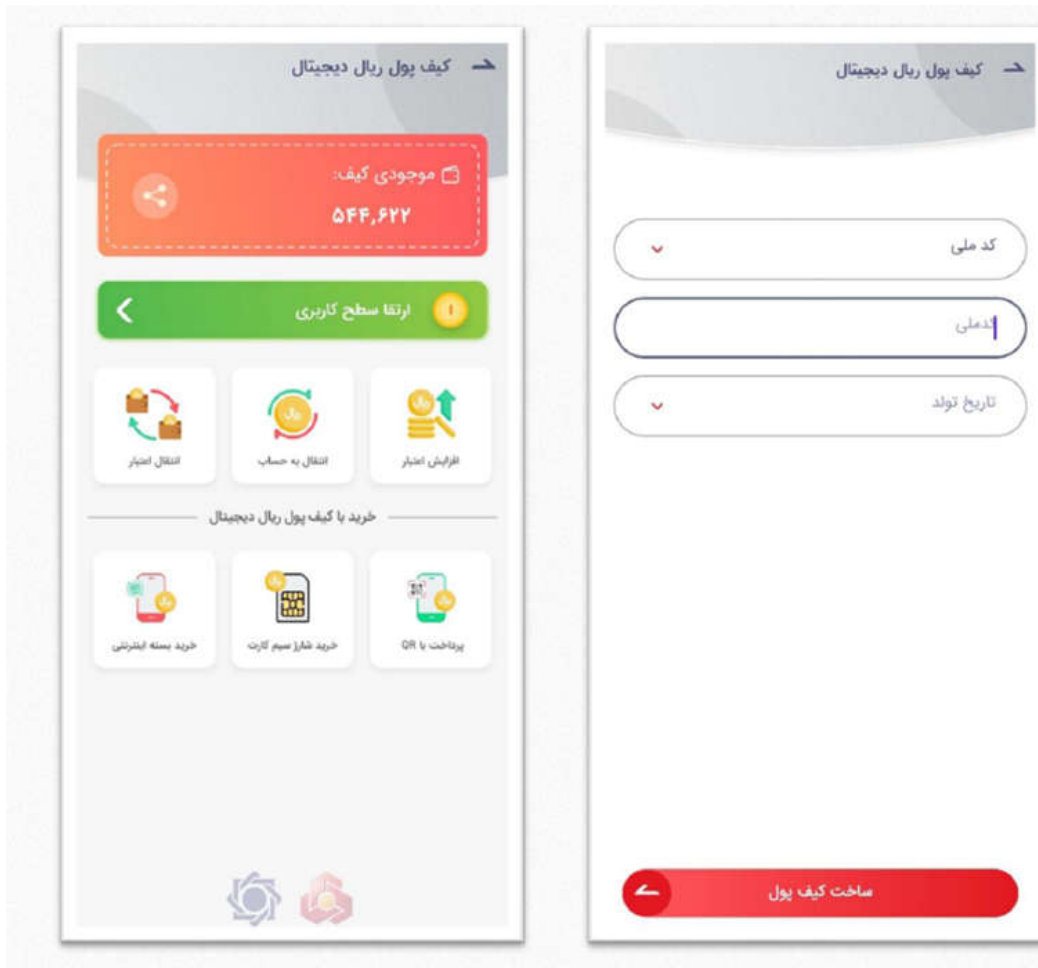 کیف پول ریال دیجیتال
کد ملی
کدملی
تاریخ تولد
ساخت کیف پول
کیف پول ریال دیجیتال
موجودی کیف:
۵۴۴,۶۲۲
ارتقا سطح کاربری
۱
افزایش اعتبار
انتقال به حساب
انتقال اعتبار
خرید با کیف پول ریال دیجیتال
پرداخت با QR
خرید شارژ سیم کارت
خرید بسته اینترنتی